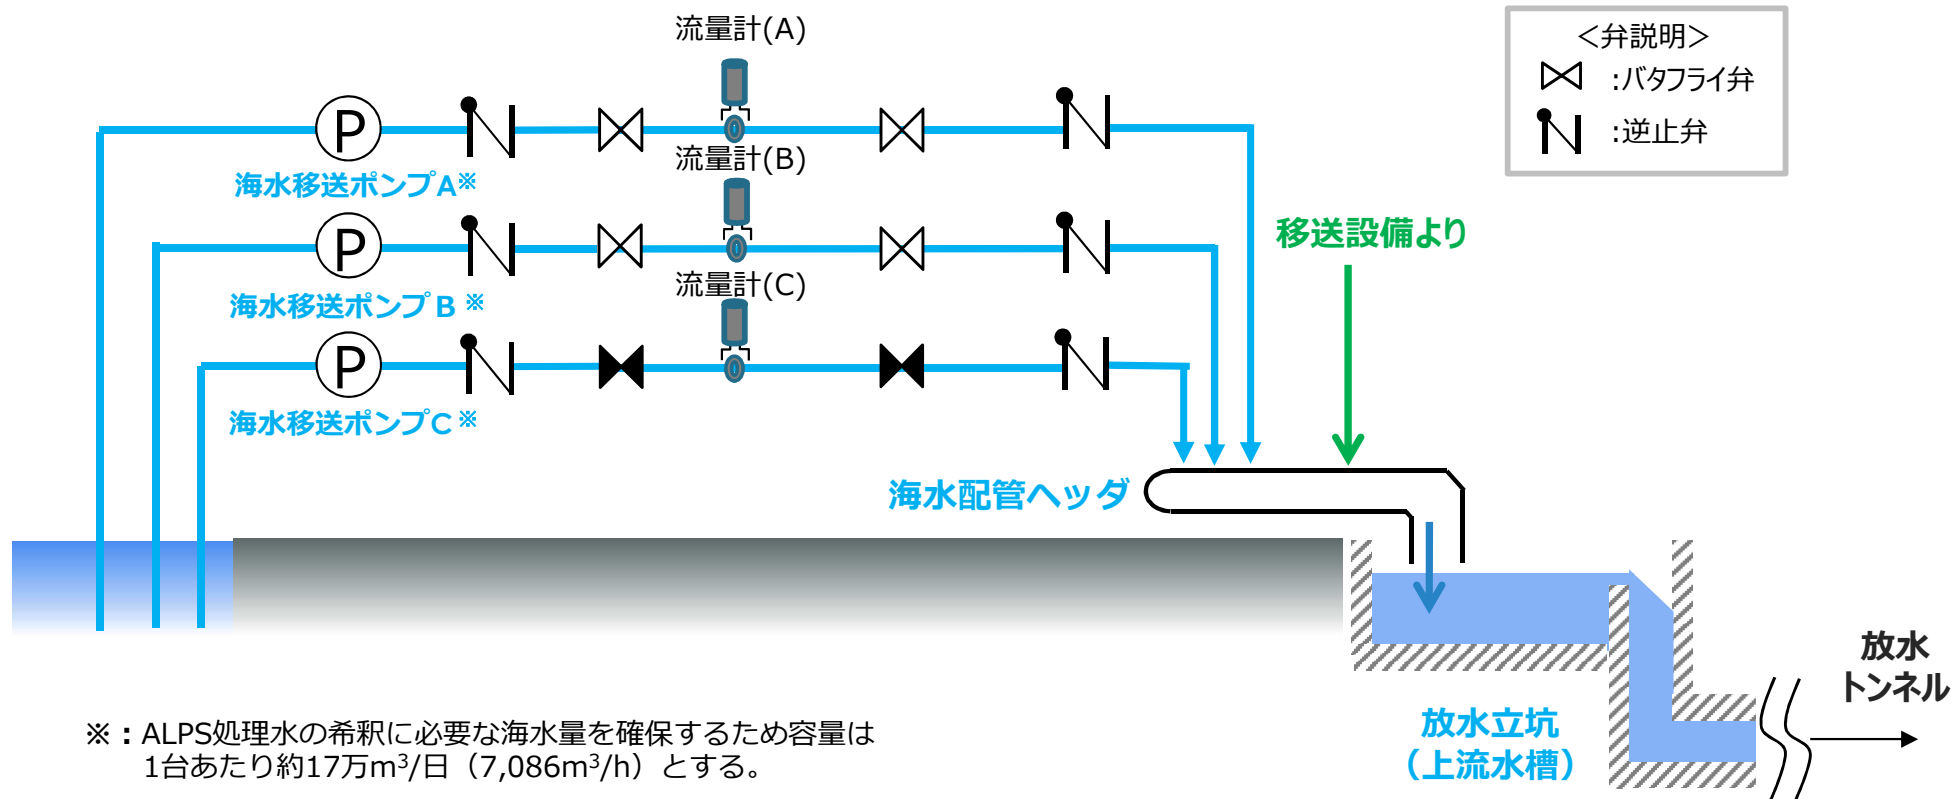 流量計(A)
<弁説明>
:バタフライ弁
:逆止弁
P
海水移送ポンプA※
流量計(B)
P
海水移送ポンプB※
流量計(C)
P
海水移送ポンプC※
移送設備より
海水配管ヘッダ
放水
トンネル
放水立坑
(上流水槽)
※:ALPS処理水の希釈に必要な海水量を確保するため容量は
1台あたり約17万m³/日(7,086m³/h)とする。